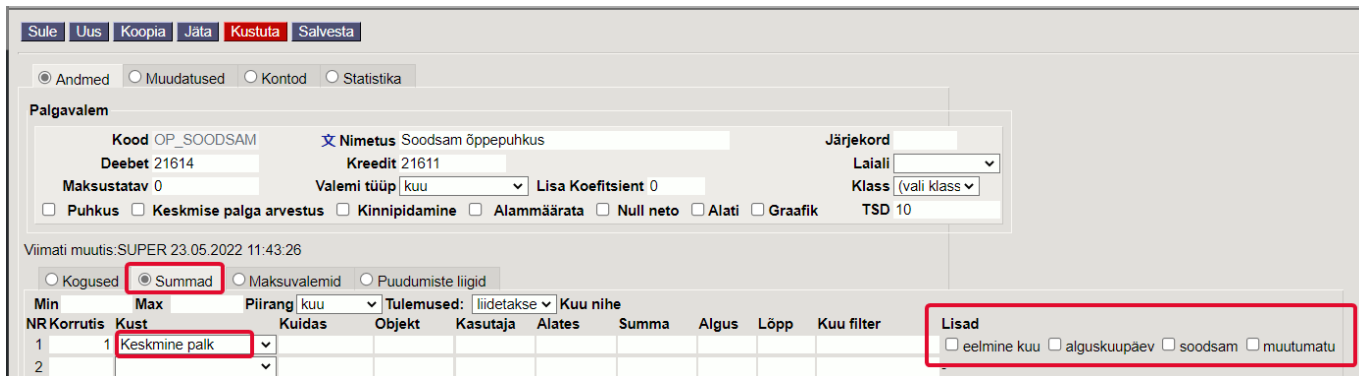 Sule Uus Koopia Jäta Kustuta Salvesta
Andmed Muudatused Kontod Statistika
Palgavalem
Kood OP_SOODSAM 文 Nimetus Soodsam õppepuhkus Järjekord
Deebet 21614 Kreedit 21611 Laiali
Maksustatav 0 Valemi tüüp kuu Lisa Koefitsient 0 Klass (vali klass
Puhkus Keskmise palga arvestus Kinnipidamine Alammäärata Null neto Alati Graafik TSD 10
Viimati muutis:SUPER 23.05.2022 11:43:26
Kogused Summad Maksuvalemid Puudumiste liigid
Min Max Piirang kuu Tulemused: liidetakse Kuu nihe
NR Korrutis Kust Kuidas Objekt Kasutaja Alates Summa Algus Lõpp Kuu filter Lisad
1 1 Keskmine palk eelmine kuu alguskuupäev soodsam muutumatu
2 -